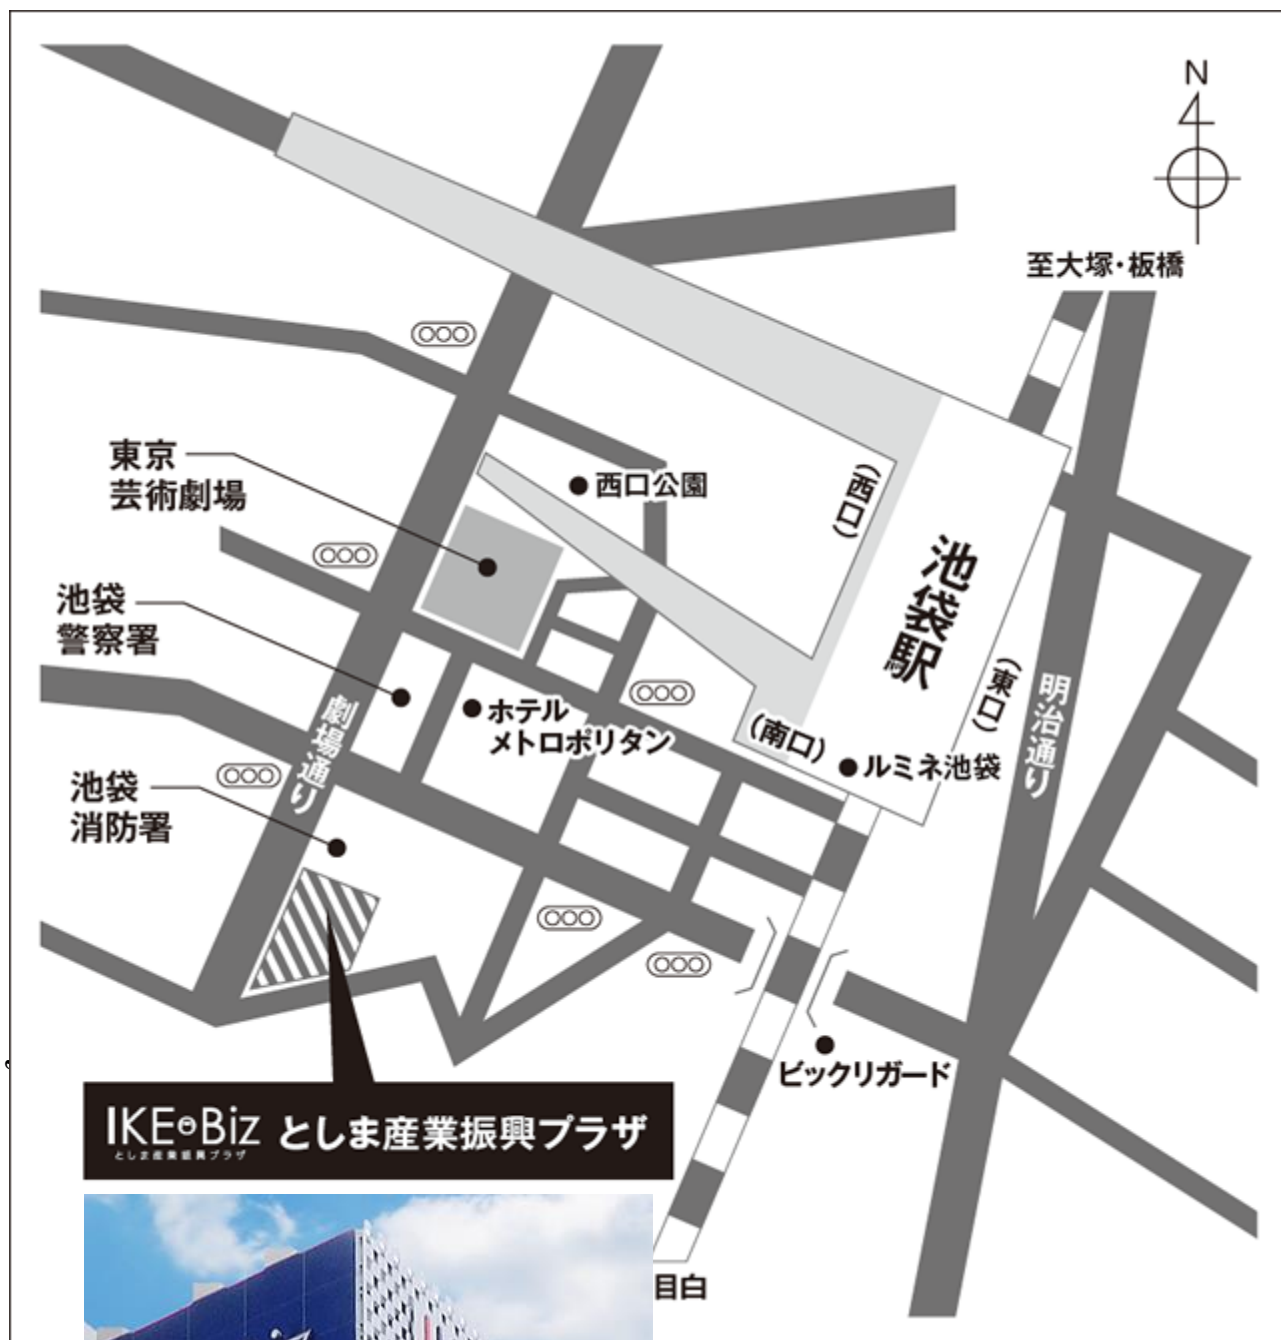 N
至大塚・板橋
東京
芸術劇場
西口公園
(西口)
池袋駅
池袋
警察署
(東口)
明治通り
劇場通り
ホテル
メトロポリタン
(南口)
ルミネ池袋
池袋
消防署
ビックリガード
IKE Biz としま産業振興プラザ
としま産業振興プラザ
目白